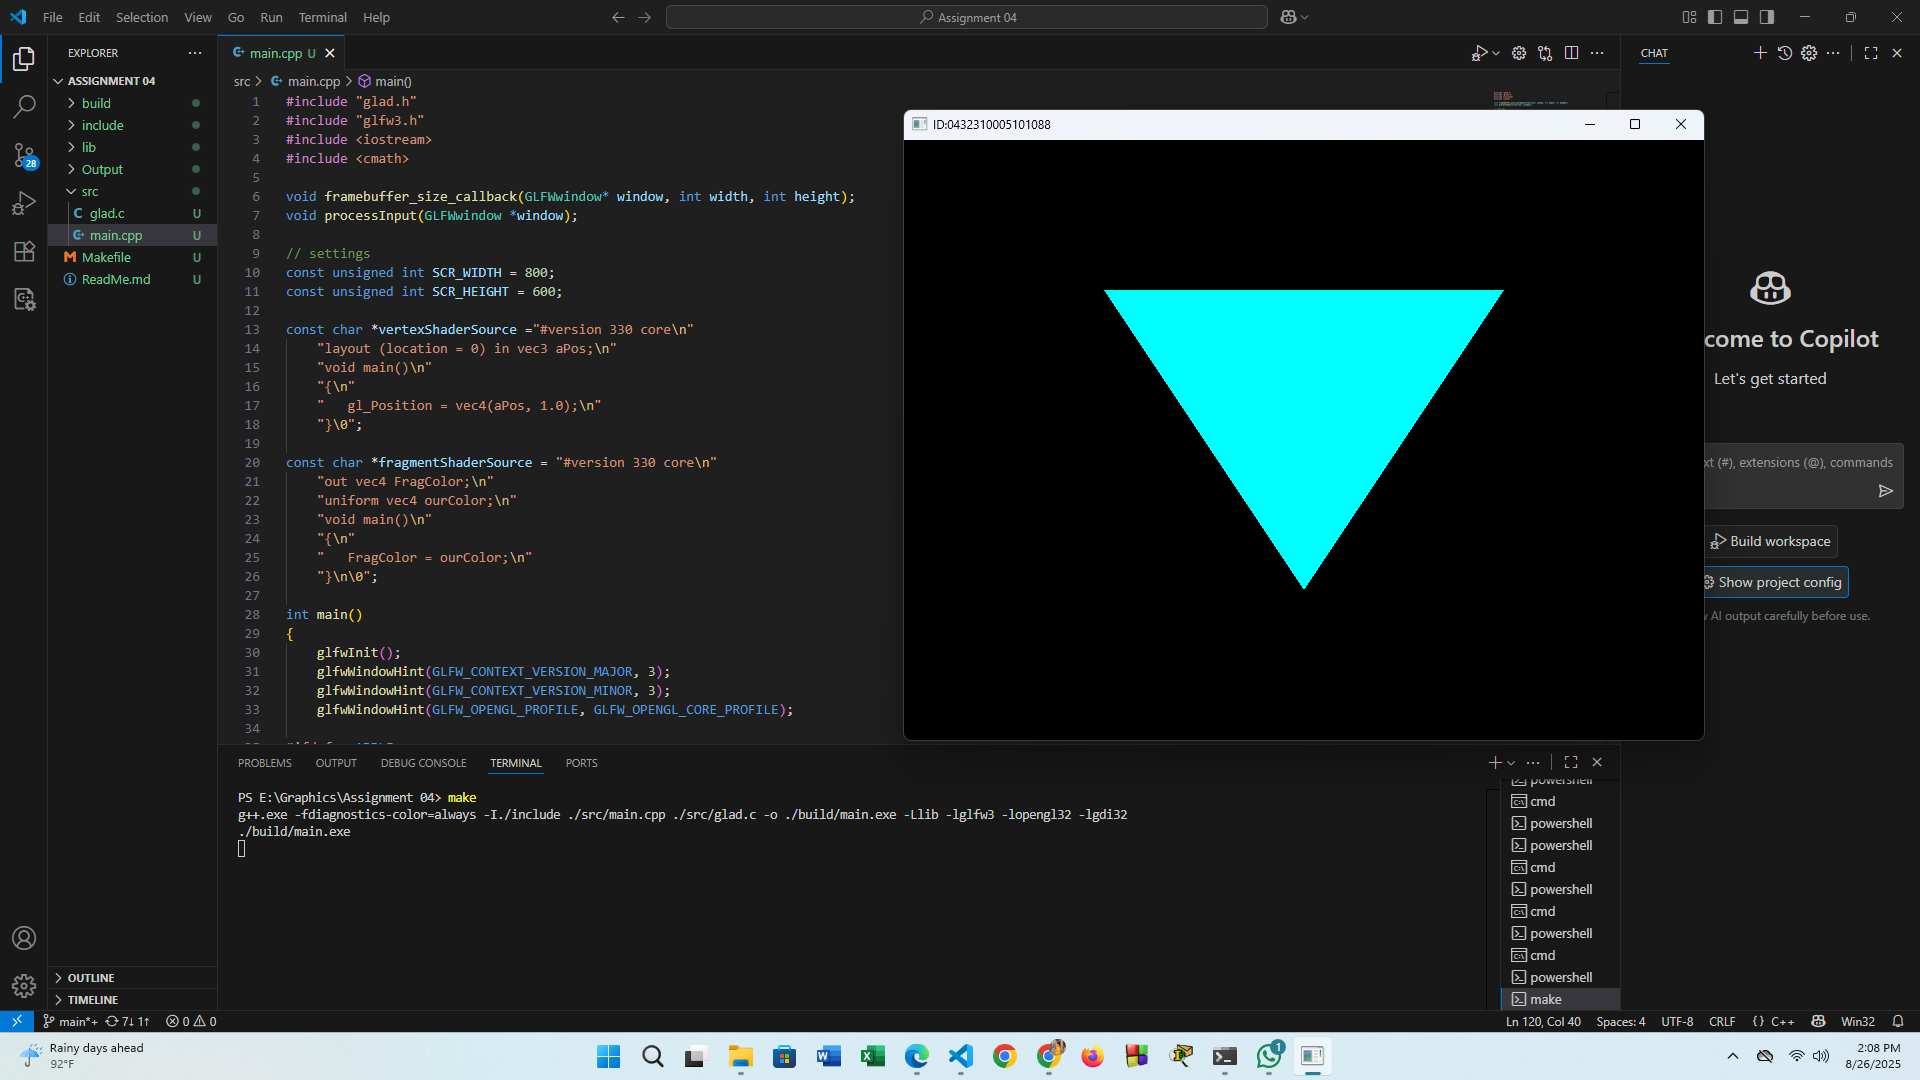 File Edit Selection View Go Run Terminal Help
Assignment 04
EXPLORER
ASSIGNMENT 04
build
include
lib
Output
src
C glad.c U
main.cpp U
M Makefile U
ReadMe.md U
OUTLINE
TIMELINE
28
main.cpp U
src > main.cpp > main()
1 #include "glad.h"
2 #include "glfw3.h"
3 #include <iostream>
4 #include <cmath>
5
6 void framebuffer_size_callback(GLFWwindow* window, int width, int height);
7 void processInput(GLFWwindow *window);
8
9 // settings
10 const unsigned int SCR_WIDTH = 800;
11 const unsigned int SCR_HEIGHT = 600;
12
13 const char *vertexShaderSource ="#version 330 core\n"
14 "layout (location = 0) in vec3 aPos;\n"
15 "void main()\n"
16 "{\n"
17 "   gl_Position = vec4(aPos, 1.0);\n"
18 "}\0";
19
20 const char *fragmentShaderSource = "#version 330 core\n"
21 "out vec4 FragColor;\n"
22 "uniform vec4 ourColor;\n"
23 "void main()\n"
24 "{\n"
25 "   FragColor = ourColor;\n"
26 "}\n\0";
27
28 int main()
29 {
30 glfwInit();
31 glfwWindowHint(GLFW_CONTEXT_VERSION_MAJOR, 3);
32 glfwWindowHint(GLFW_CONTEXT_VERSION_MINOR, 3);
33 glfwWindowHint(GLFW_OPENGL_PROFILE, GLFW_OPENGL_CORE_PROFILE);
34
ID:0432310005101088
CHAT
come to Copilot
Let's get started
xt (#), extensions (@), commands
Build workspace
Show project config
AI output carefully before use.
PROBLEMS OUTPUT DEBUG CONSOLE TERMINAL PORTS
PS E:\Graphics\Assignment 04> make
g++.exe -fdiagnostics-color=always -I./include ./src/main.cpp ./src/glad.c -o ./build/main.exe -Llib -lglfw3 -lopengl32 -lgdi32
./build/main.exe
powershell
cmd
powershell
powershell
cmd
powershell
cmd
powershell
cmd
powershell
make
main*+ 7↓ 1↑ 0 0
Ln 120, Col 40 Spaces: 4 UTF-8 CRLF {} C++ Win32
Rainy days ahead
92°F
1
2:08 PM
8/26/2025